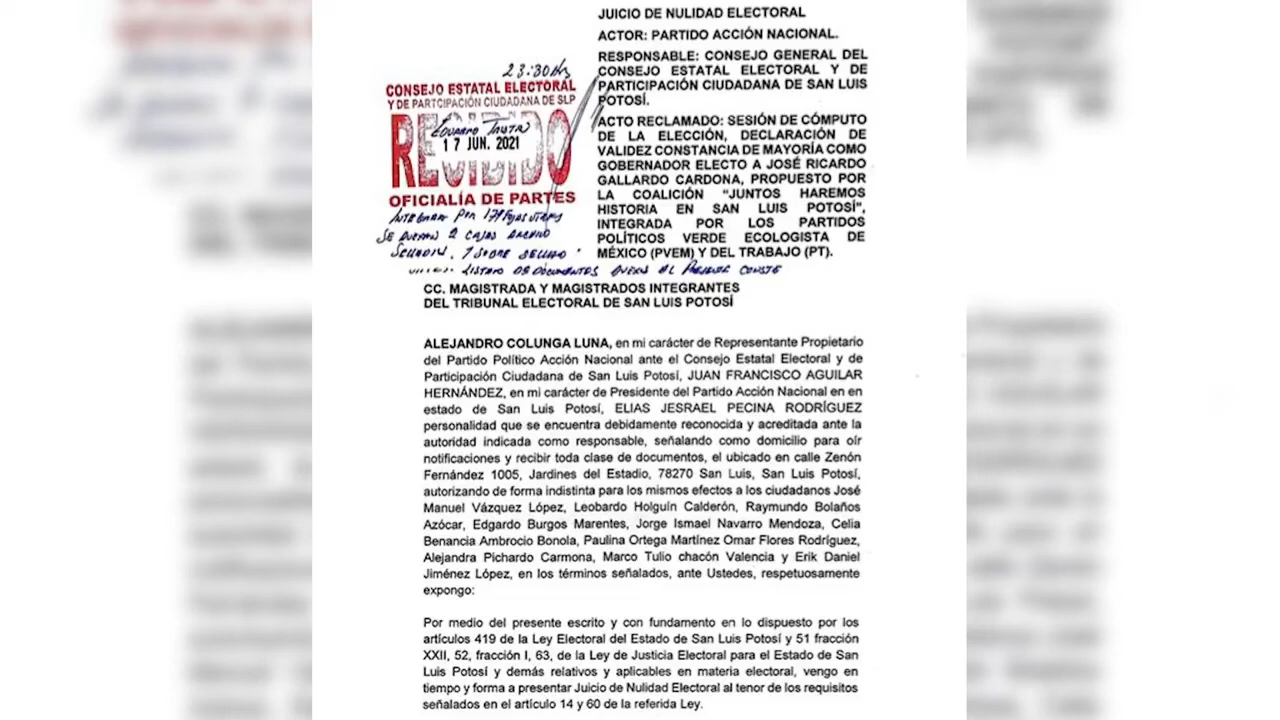 JUICIO DE NULIDAD ELECTORAL
ACTOR: PARTIDO ACCIÓN NACIONAL.
RESPONSABLE: CONSEJO GENERAL DEL
CONSEJO ESTATAL ELECTORAL Y DE
PARTICIPACIÓN CIUDADANA DE SAN LUIS
POTOSÍ.
ACTO RECLAMADO: SESIÓN DE CÓMPUTO
DE LA ELECCIÓN, DECLARACIÓN DE
VALIDEZ CONSTANCIA DE MAYORÍA COMO
GOBERNADOR ELECTO A JOSÉ RICARDO
GALLARDO CARDONA, PROPUESTO POR
LA COALICIÓN "JUNTOS HAREMOS
HISTORIA EN SAN LUIS POTOSÍ",
INTEGRADA POR LOS PARTIDOS
POLÍTICOS VERDE ECOLOGISTA DE
MÉXICO (PVEM) Y DEL TRABAJO (PT).
23:30 Hs
CONSEJO ESTATAL ELECTORAL
Y DE PARTCIPACIÓN CIUDADANA DE SLP
RECIBIDO
EDUARDO
17 JUN. 2021
OFICIALÍA DE PARTES
SE 2 CAJAS
1 SOBRE
LISTADO DE DOCUMENTOS AL PRESENTE CONSTE
CC. MAGISTRADA Y MAGISTRADOS INTEGRANTES
DEL TRIBUNAL ELECTORAL DE SAN LUIS POTOSÍ
ALEJANDRO COLUNGA LUNA, en mi carácter de Representante Propietario
del Partido Político Acción Nacional ante el Consejo Estatal Electoral y de
Participación Ciudadana de San Luis Potosí, JUAN FRANCISCO AGUILAR
HERNÁNDEZ, en mi carácter de Presidente del Partido Acción Nacional en en
estado de San Luis Potosí, ELIAS JESRAEL PECINA RODRÍGUEZ
personalidad que se encuentra debidamente reconocida y acreditada ante la
autoridad indicada como responsable, señalando como domicilio para oír
notificaciones y recibir toda clase de documentos, el ubicado en calle Zenón
Fernández 1005, Jardines del Estadio, 78270 San Luis, San Luis Potosí,
autorizando de forma indistinta para los mismos efectos a los ciudadanos José
Manuel Vázquez López, Leobardo Holguín Calderón, Raymundo Bolaños
Azócar, Edgardo Burgos Marentes, Jorge Ismael Navarro Mendoza, Celia
Benancia Ambrocio Bonola, Paulina Ortega Martínez Omar Flores Rodríguez,
Alejandra Pichardo Carmona, Marco Tulio chacón Valencia y Erik Daniel
Jiménez López, en los términos señalados, ante Ustedes, respetuosamente
expongo:
Por medio del presente escrito y con fundamento en lo dispuesto por los
artículos 419 de la Ley Electoral del Estado de San Luis Potosí y 51 fracción
XXII, 52, fracción I, 63, de la Ley de Justicia Electoral para el Estado de San
Luis Potosí y demás relativos y aplicables en materia electoral, vengo en
tiempo y forma a presentar Juicio de Nulidad Electoral al tenor de los requisitos
señalados en el artículo 14 y 60 de la referida Ley.